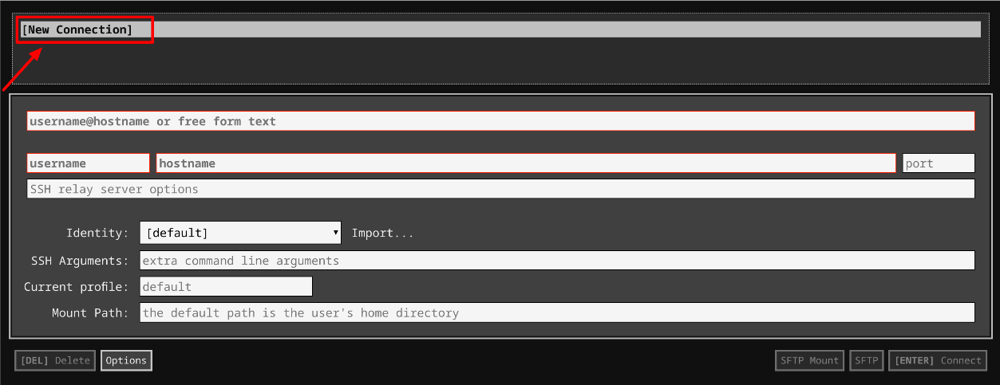 [New Connection]
username@hostname or free form text
username hostname port
SSH relay server options
Identity: [default] Import...
SSH Arguments: extra command line arguments
Current profile: default
Mount Path: the default path is the user's home directory
[DEL] Delete Options SFTP Mount SFTP [ENTER] Connect